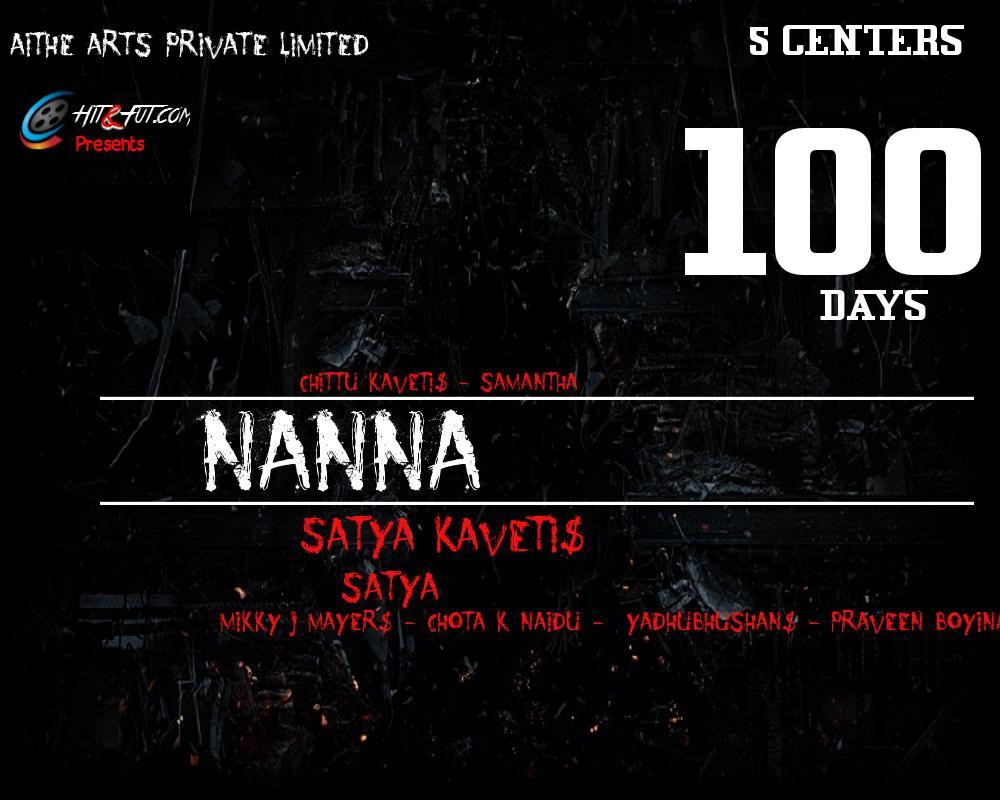 AITHE ARTS PRIVATE LIMITED
5 CENTERS
HIT&FUT.COM
Presents
100
DAYS
CHITTU KAVETI$ - SAMANTHA
NANNA
SATYA KAVETI$
SATYA
MIKKY J MAYER$ - CHOTA K NAIDU - YADHUBHUSHAN$ - PRAVEEN BOYINA